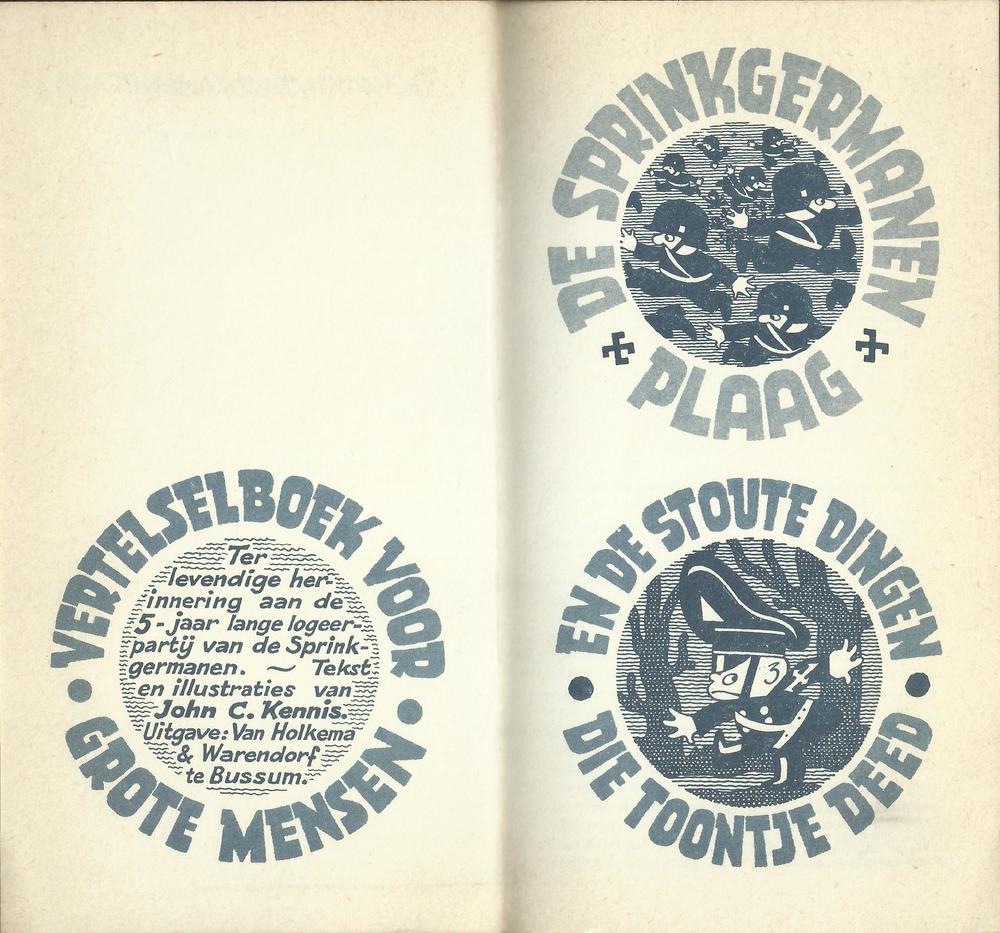 VERTELSELBOEK VOOR
Ter
levendige her-
innering aan de
5-jaar lange logeer-
partij van de Sprink-
germanen. ~ Tekst
en illustraties van
John C. Kennis.
Uitgave: Van Holkema
& Warendorf
te Bussum.
GROTE MENSEN
DE SPRINKGERMANEN
PLAAG
EN DE STOUTE DINGEN
3
DIE TOONTJE DEED